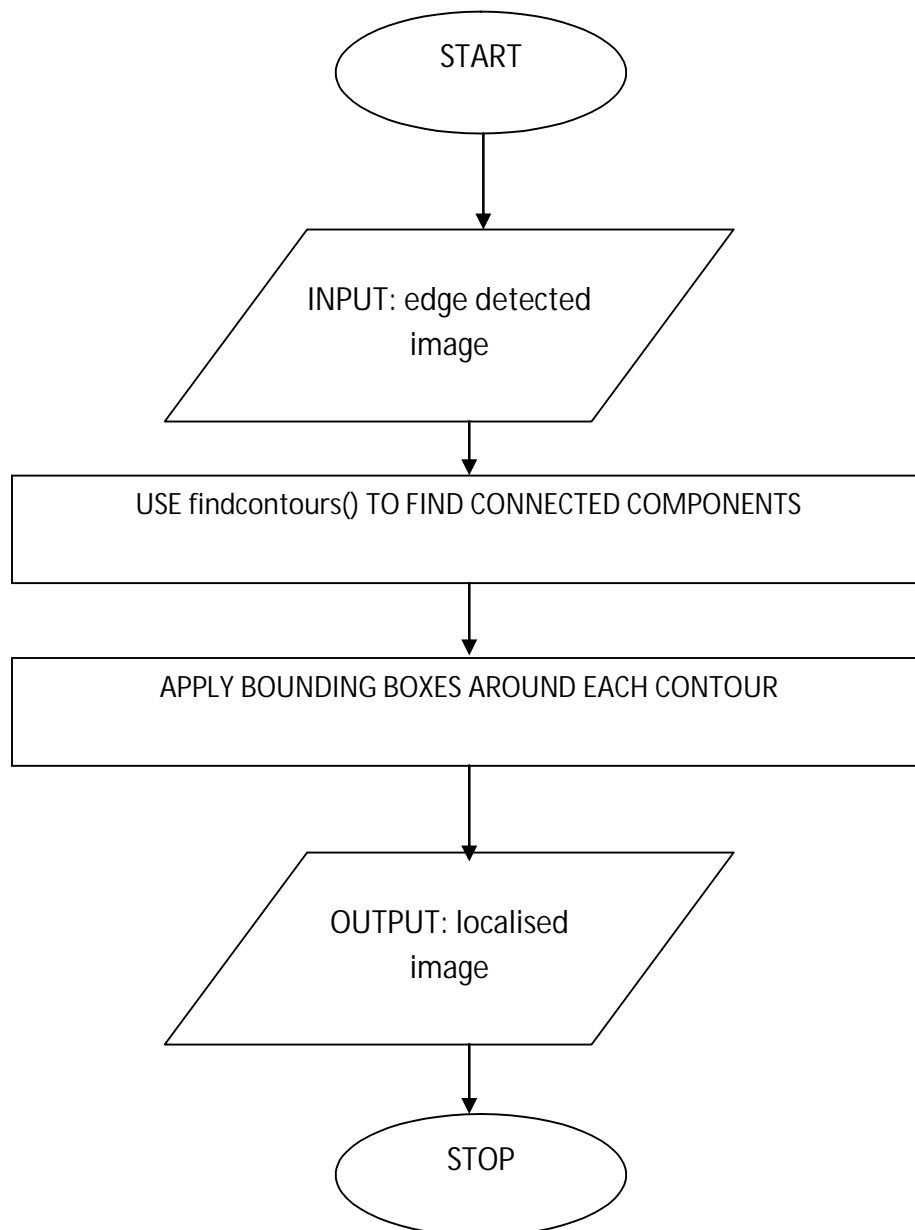 START
INPUT: edge detected
image
USE findcontours() TO FIND CONNECTED COMPONENTS
APPLY BOUNDING BOXES AROUND EACH CONTOUR
OUTPUT: localised
image
STOP